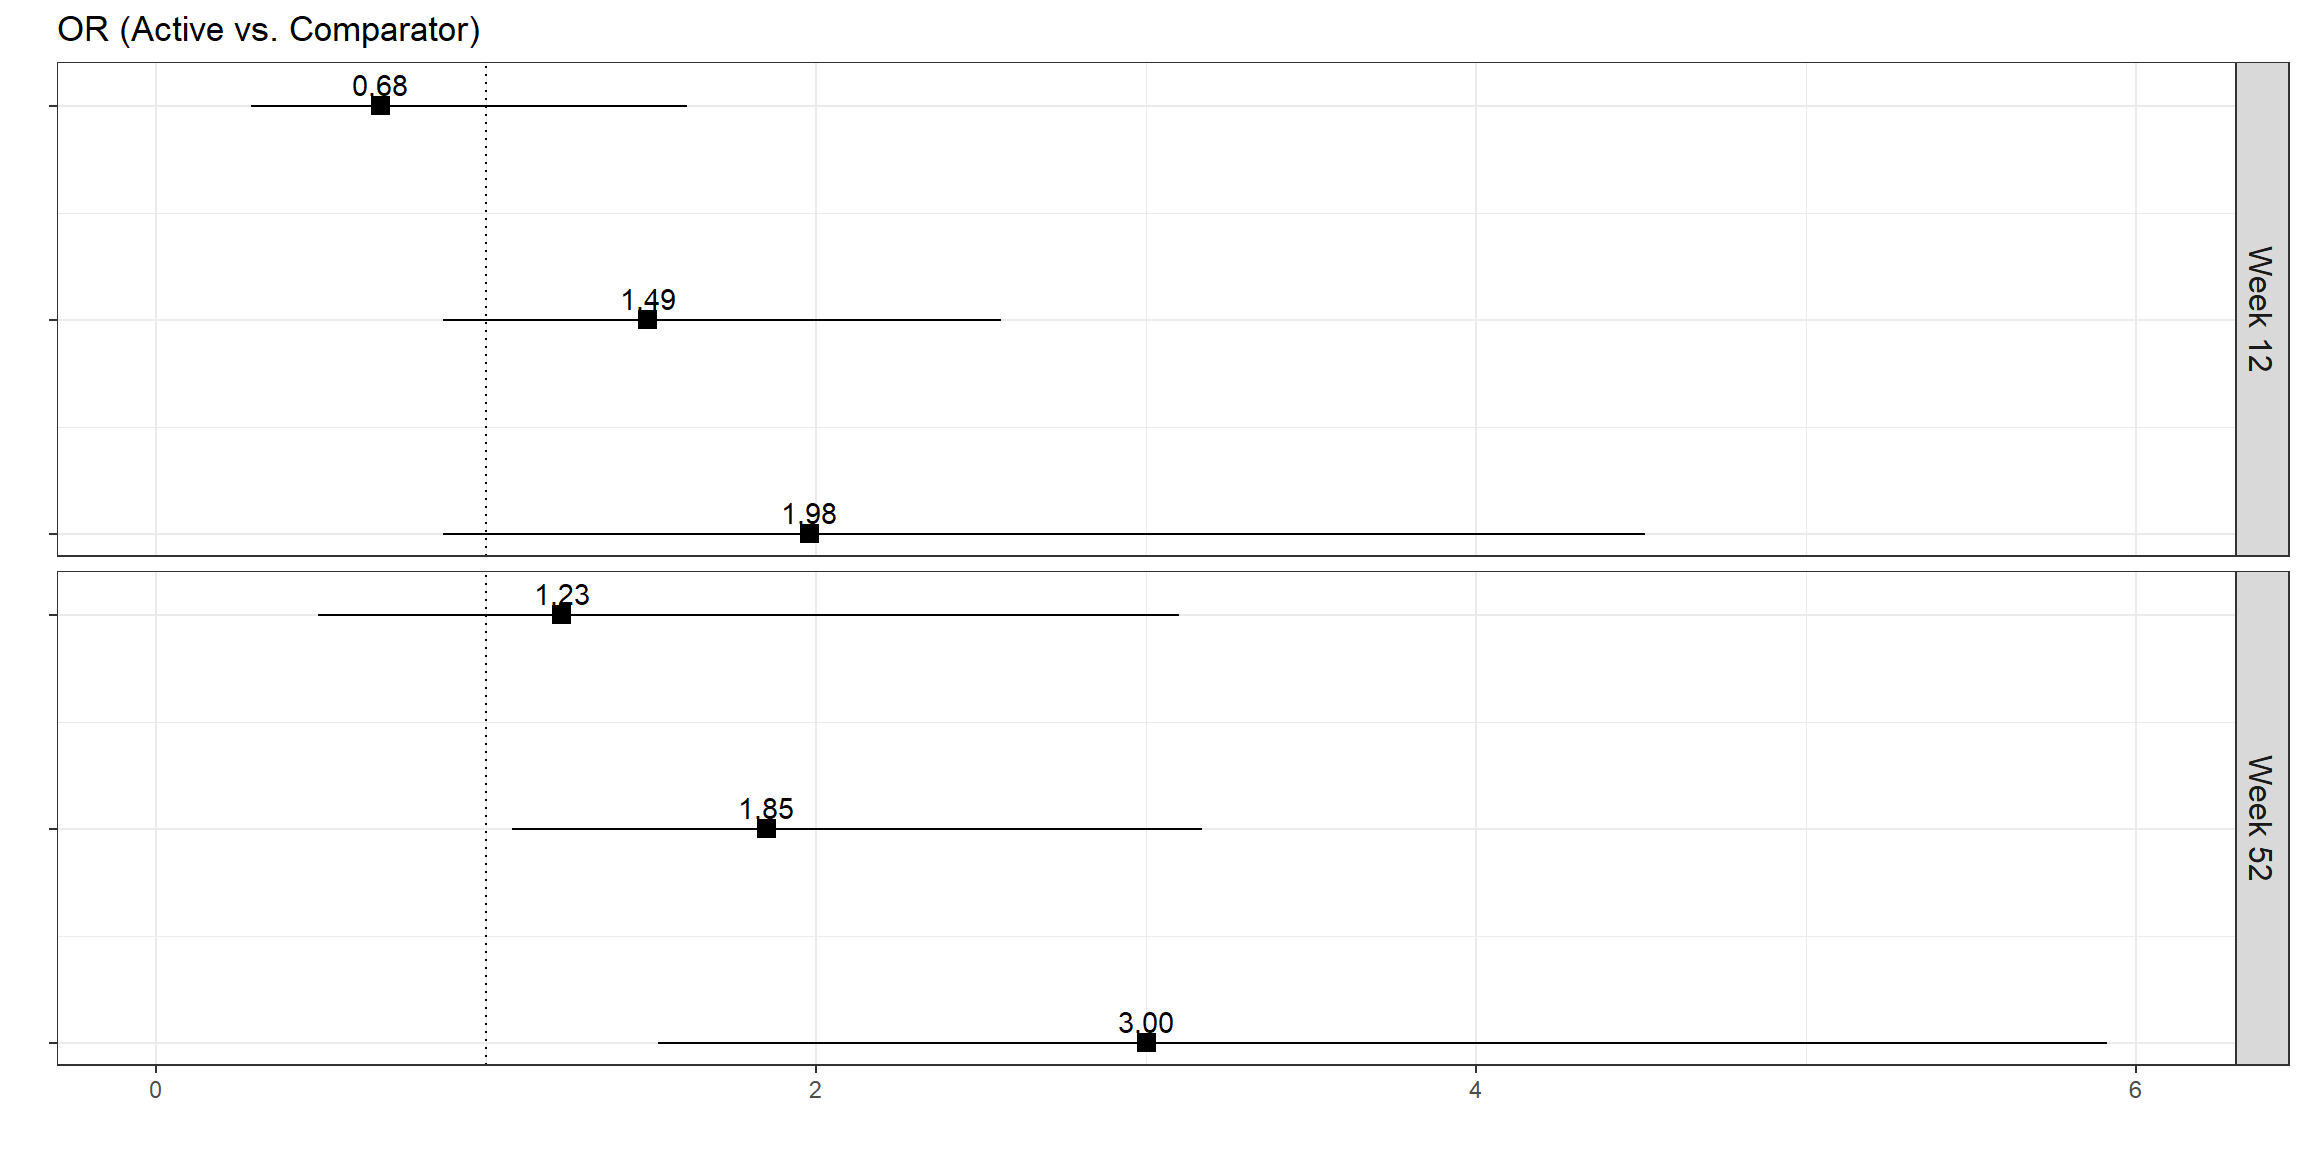 OR (Active vs. Comparator)
0.68
1.49
1.98
Week 12
1.23
1.85
3.00
Week 52
0 2 4 6